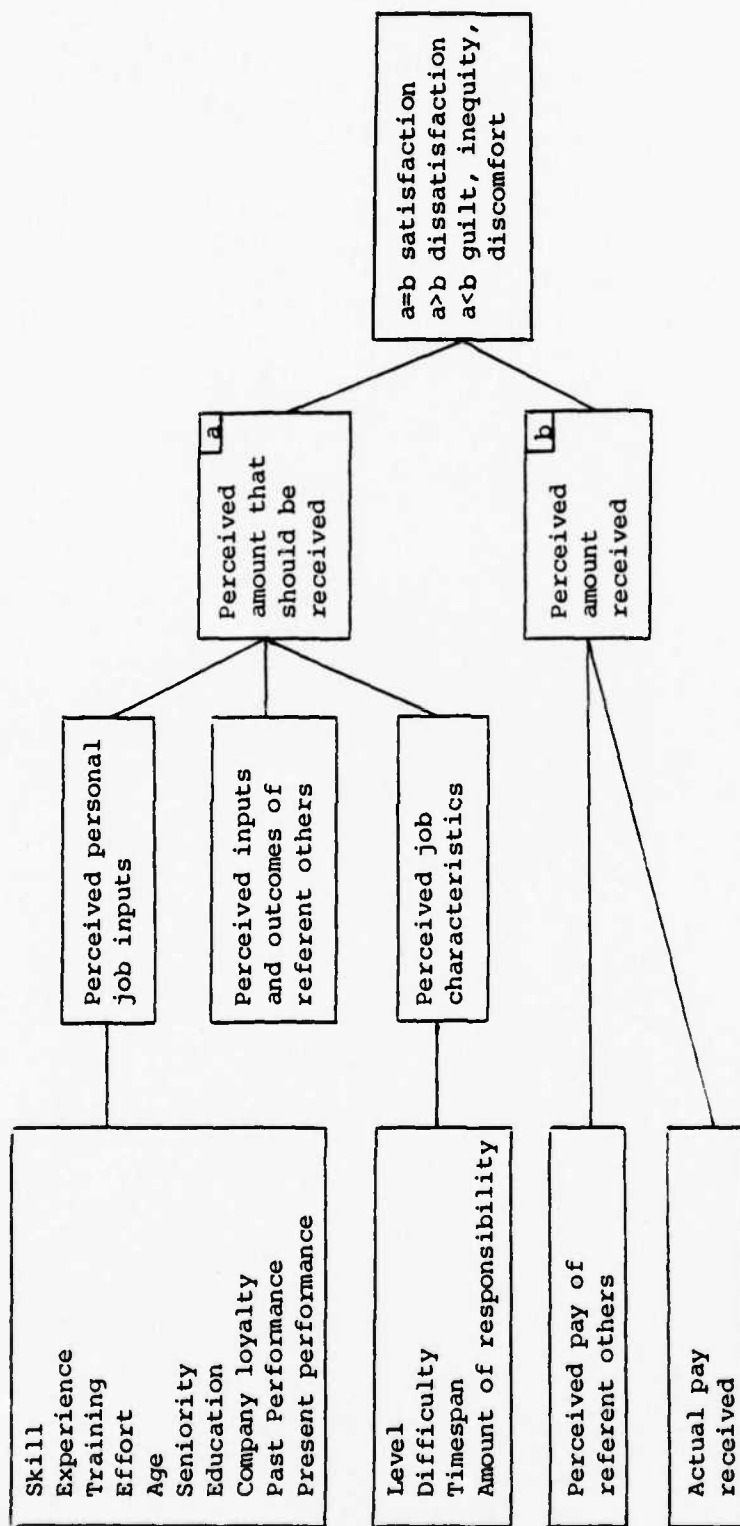 Skill
Experience
Training
Effort
Age
Seniority
Education
Company loyalty
Past Performance
Present performance
Level
Difficulty
Timespan
Amount of responsibility
Perceived pay of
referent others
Actual pay
received
Perceived personal
job inputs
Perceived inputs
and outcomes of
referent others
Perceived job
characteristics
a
Perceived
amount that
should be
received
b
Perceived
amount
received
a=b satisfaction
a>b dissatisfaction
a<b guilt, inequity,
discomfort